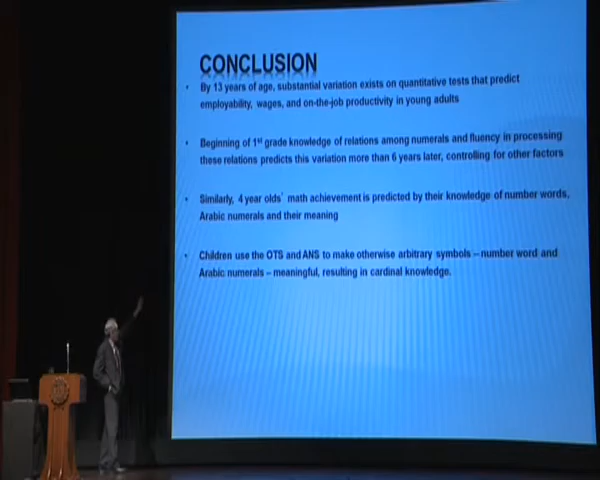 CONCLUSION
• By 13 years of age, substantial variation exists on quantitative tests that predict
employability, wages, and on-the-job productivity in young adults
• Beginning of 1st grade knowledge of relations among numerals and fluency in processing
these relations predicts this variation more than 6 years later, controlling for other factors
• Similarly, 4 year olds' math achievement is predicted by their knowledge of number words,
Arabic numerals and their meaning
• Children use the OTS and ANS to make otherwise arbitrary symbols – number word and
Arabic numerals – meaningful, resulting in cardinal knowledge.